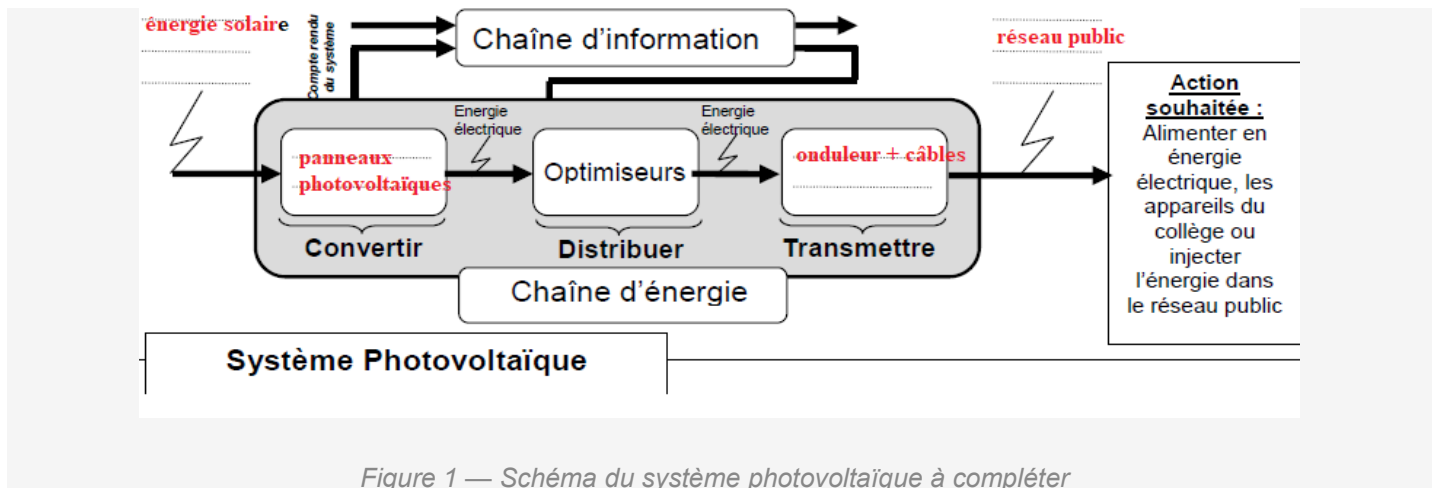 énergie solaire
Compte rendu
du système
Chaîne d'information
réseau public
Action
souhaitée :
Alimenter en
énergie
électrique, les
appareils du
collège ou
injecter
l'énergie dans
le réseau public
Energie
électrique
Energie
électrique
panneaux
photovoltaïques
Optimiseurs
onduleur + câbles
Convertir
Distribuer
Transmettre
Chaîne d'énergie
Système Photovoltaïque
Figure 1 — Schéma du système photovoltaïque à compléter